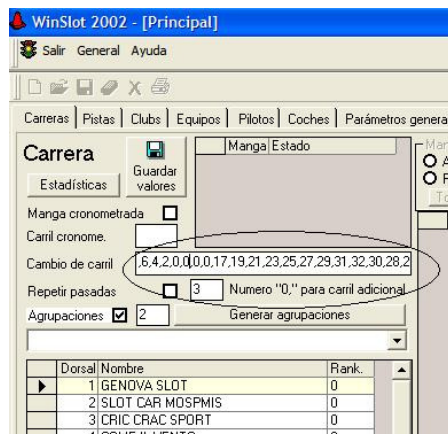 WinSlot 2002 - [Principal]
Salir General Ayuda
Carreras Pistas Clubs Equipos Pilotos Coches Parámetros genera
Carrera
Guardar valores
Manga Estado
Estadísticas
Manga cronometrada
Carril cronome.
Cambio de carril ,6,4,2,0,0,0,0,17,19,21,23,25,27,29,31,32,30,28,2
Repetir pasadas 3 Numero "0," para carril adicional
Agrupaciones 2 Generar agrupaciones
Dorsal Nombre Rank.
1 GENOVA SLOT 0
2 SLOT CAR MOSPMIS 0
3 CRIC CRAC SPORT 0